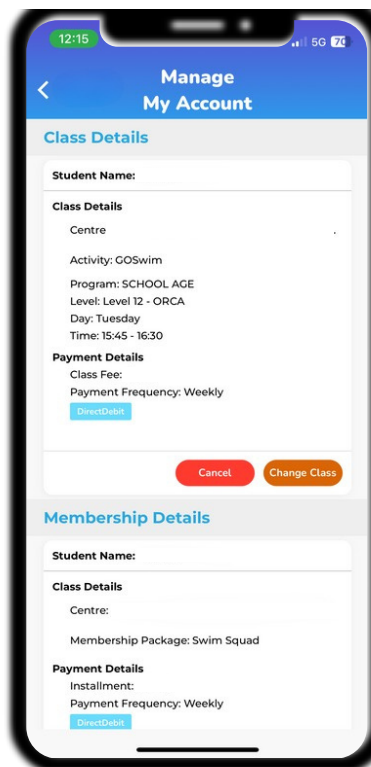 12:15
5G 70
Manage
My Account
Class Details
Student Name:
Class Details
Centre
.
Activity: GOSwim
Program: SCHOOL AGE
Level: Level 12 - ORCA
Day: Tuesday
Time: 15:45 - 16:30
Payment Details
Class Fee:
Payment Frequency: Weekly
DirectDebit
Cancel
Change Class
Membership Details
Student Name:
Class Details
Centre:
Membership Package: Swim Squad
Payment Details
Installment:
Payment Frequency: Weekly
DirectDebit